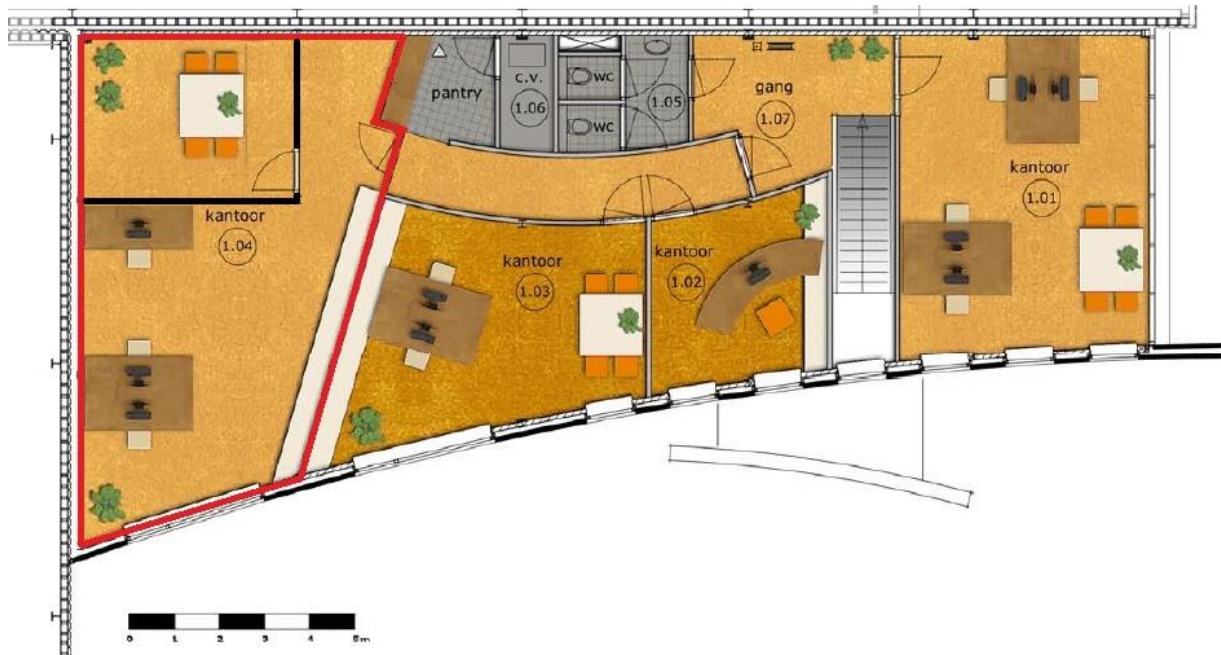 pantry
c.v.
1.06
wc
wc
1.05
gang
1.07
kantoor
1.01
kantoor
1.04
kantoor
1.03
kantoor
1.02
0 1 2 3 4 5m